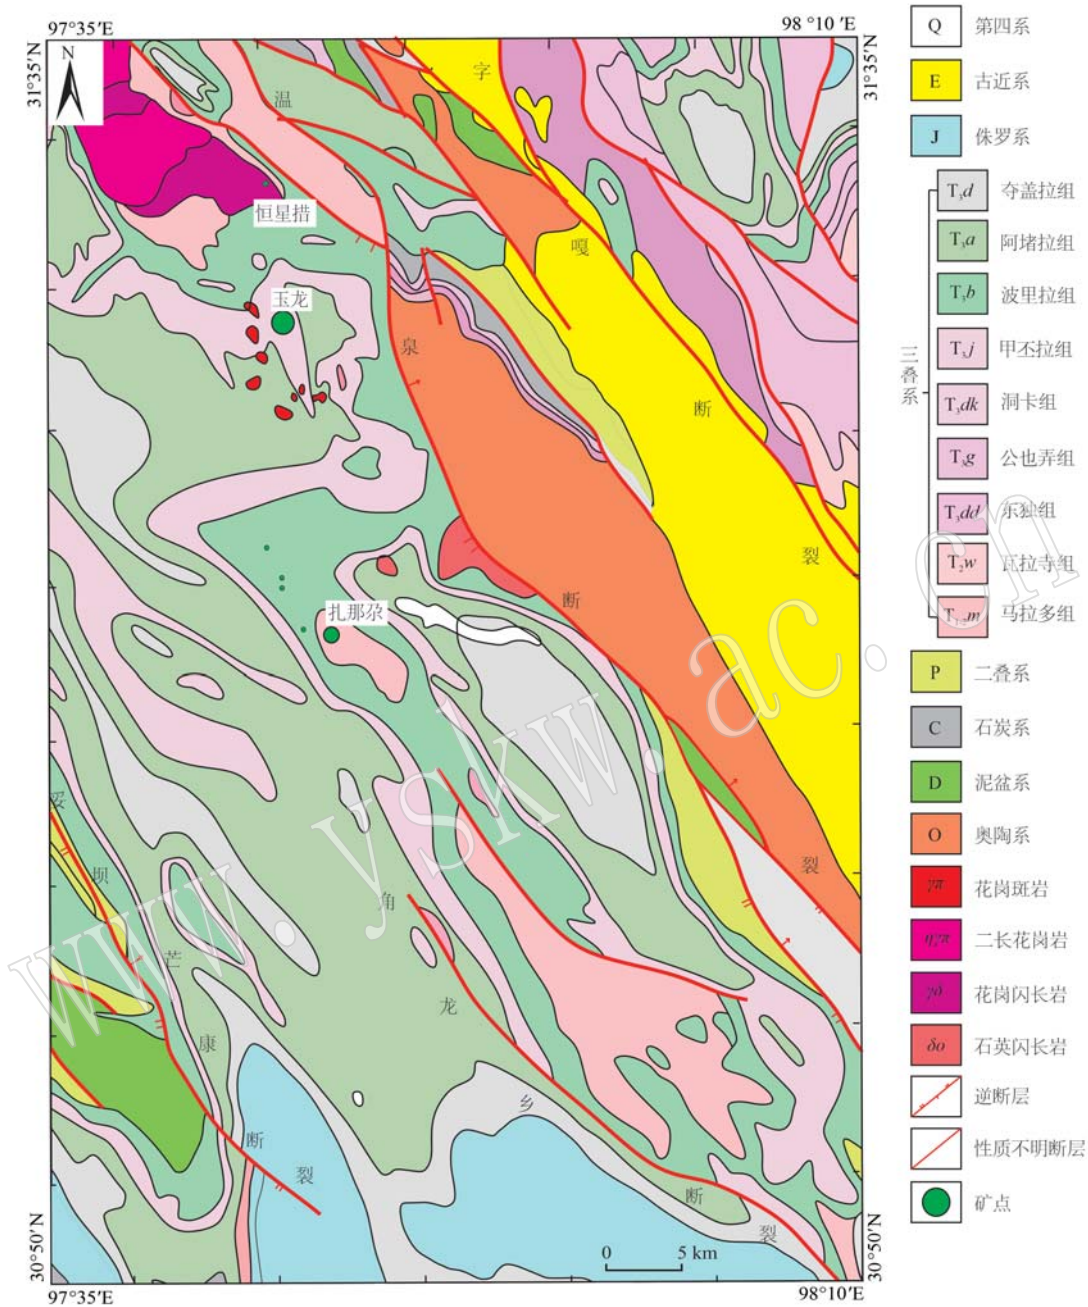 97°35′E
98°10′E
31°35′N
31°35′N
N
字
温
恒星措
嘎
玉龙
泉
断
裂
断
扎那尕
裂
妥
坝
角
芒
龙
康
乡
断
裂
断
裂
0 5 km
30°50′N
30°50′N
97°35′E
98°10′E
Q 第四系
E 古近系
J 侏罗系
三叠系
T₃d 夺盖拉组
T₃a 阿堵拉组
T₃b 波里拉组
T₃j 甲丕拉组
T₃dk 洞卡组
T₃g 公也弄组
T₃dd 东独组
T₂w 瓦拉寺组
T₁₋₂m 马拉多组
P 二叠系
C 石炭系
D 泥盆系
O 奥陶系
γπ 花岗斑岩
ηγπ 二长花岗岩
γδ 花岗闪长岩
δο 石英闪长岩
逆断层
性质不明断层
矿点
www.yskw.ac.cn